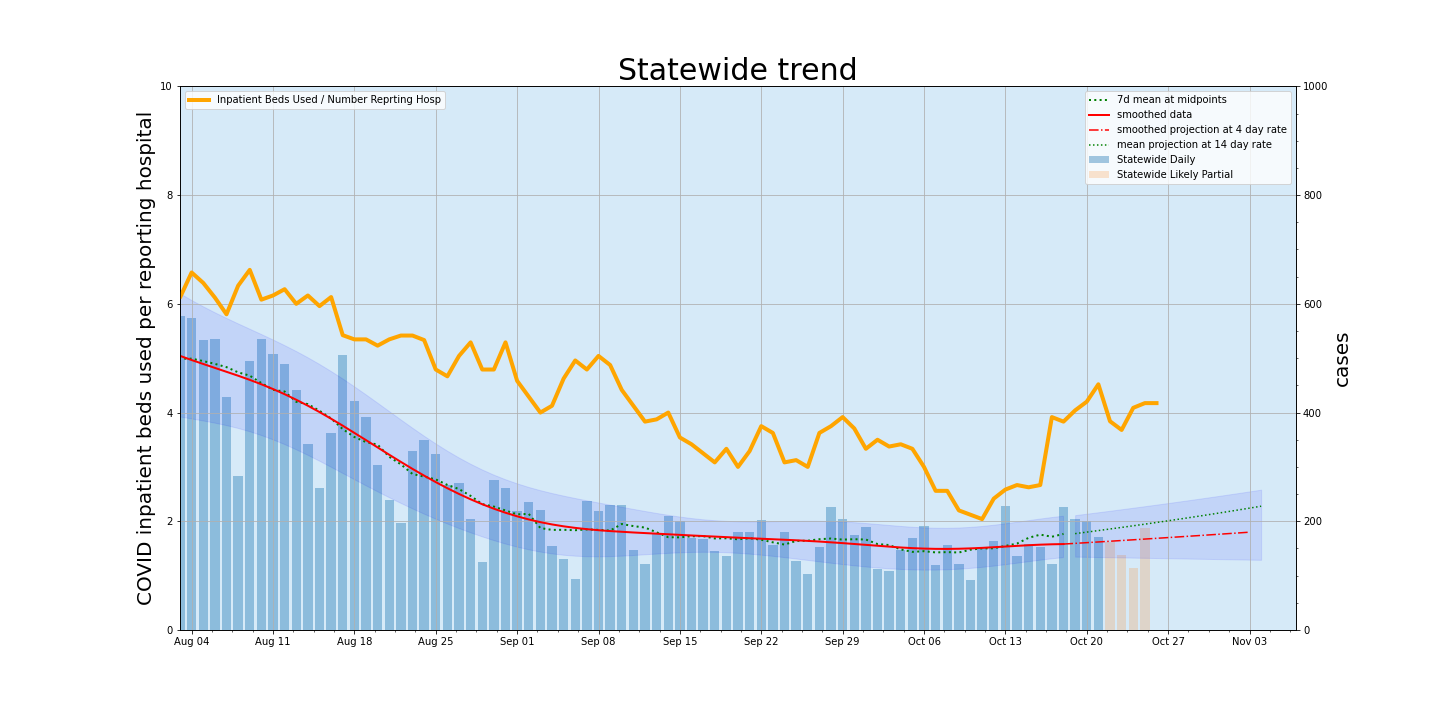 Statewide trend
Inpatient Beds Used / Number Reprting Hosp
7d mean at midpoints
smoothed data
smoothed projection at 4 day rate
mean projection at 14 day rate
Statewide Daily
Statewide Likely Partial
COVID inpatient beds used per reporting hospital
10
8
6
4
2
0
1000
800
600
400
200
0
cases
Aug 04 Aug 11 Aug 18 Aug 25 Sep 01 Sep 08 Sep 15 Sep 22 Sep 29 Oct 06 Oct 13 Oct 20 Oct 27 Nov 03